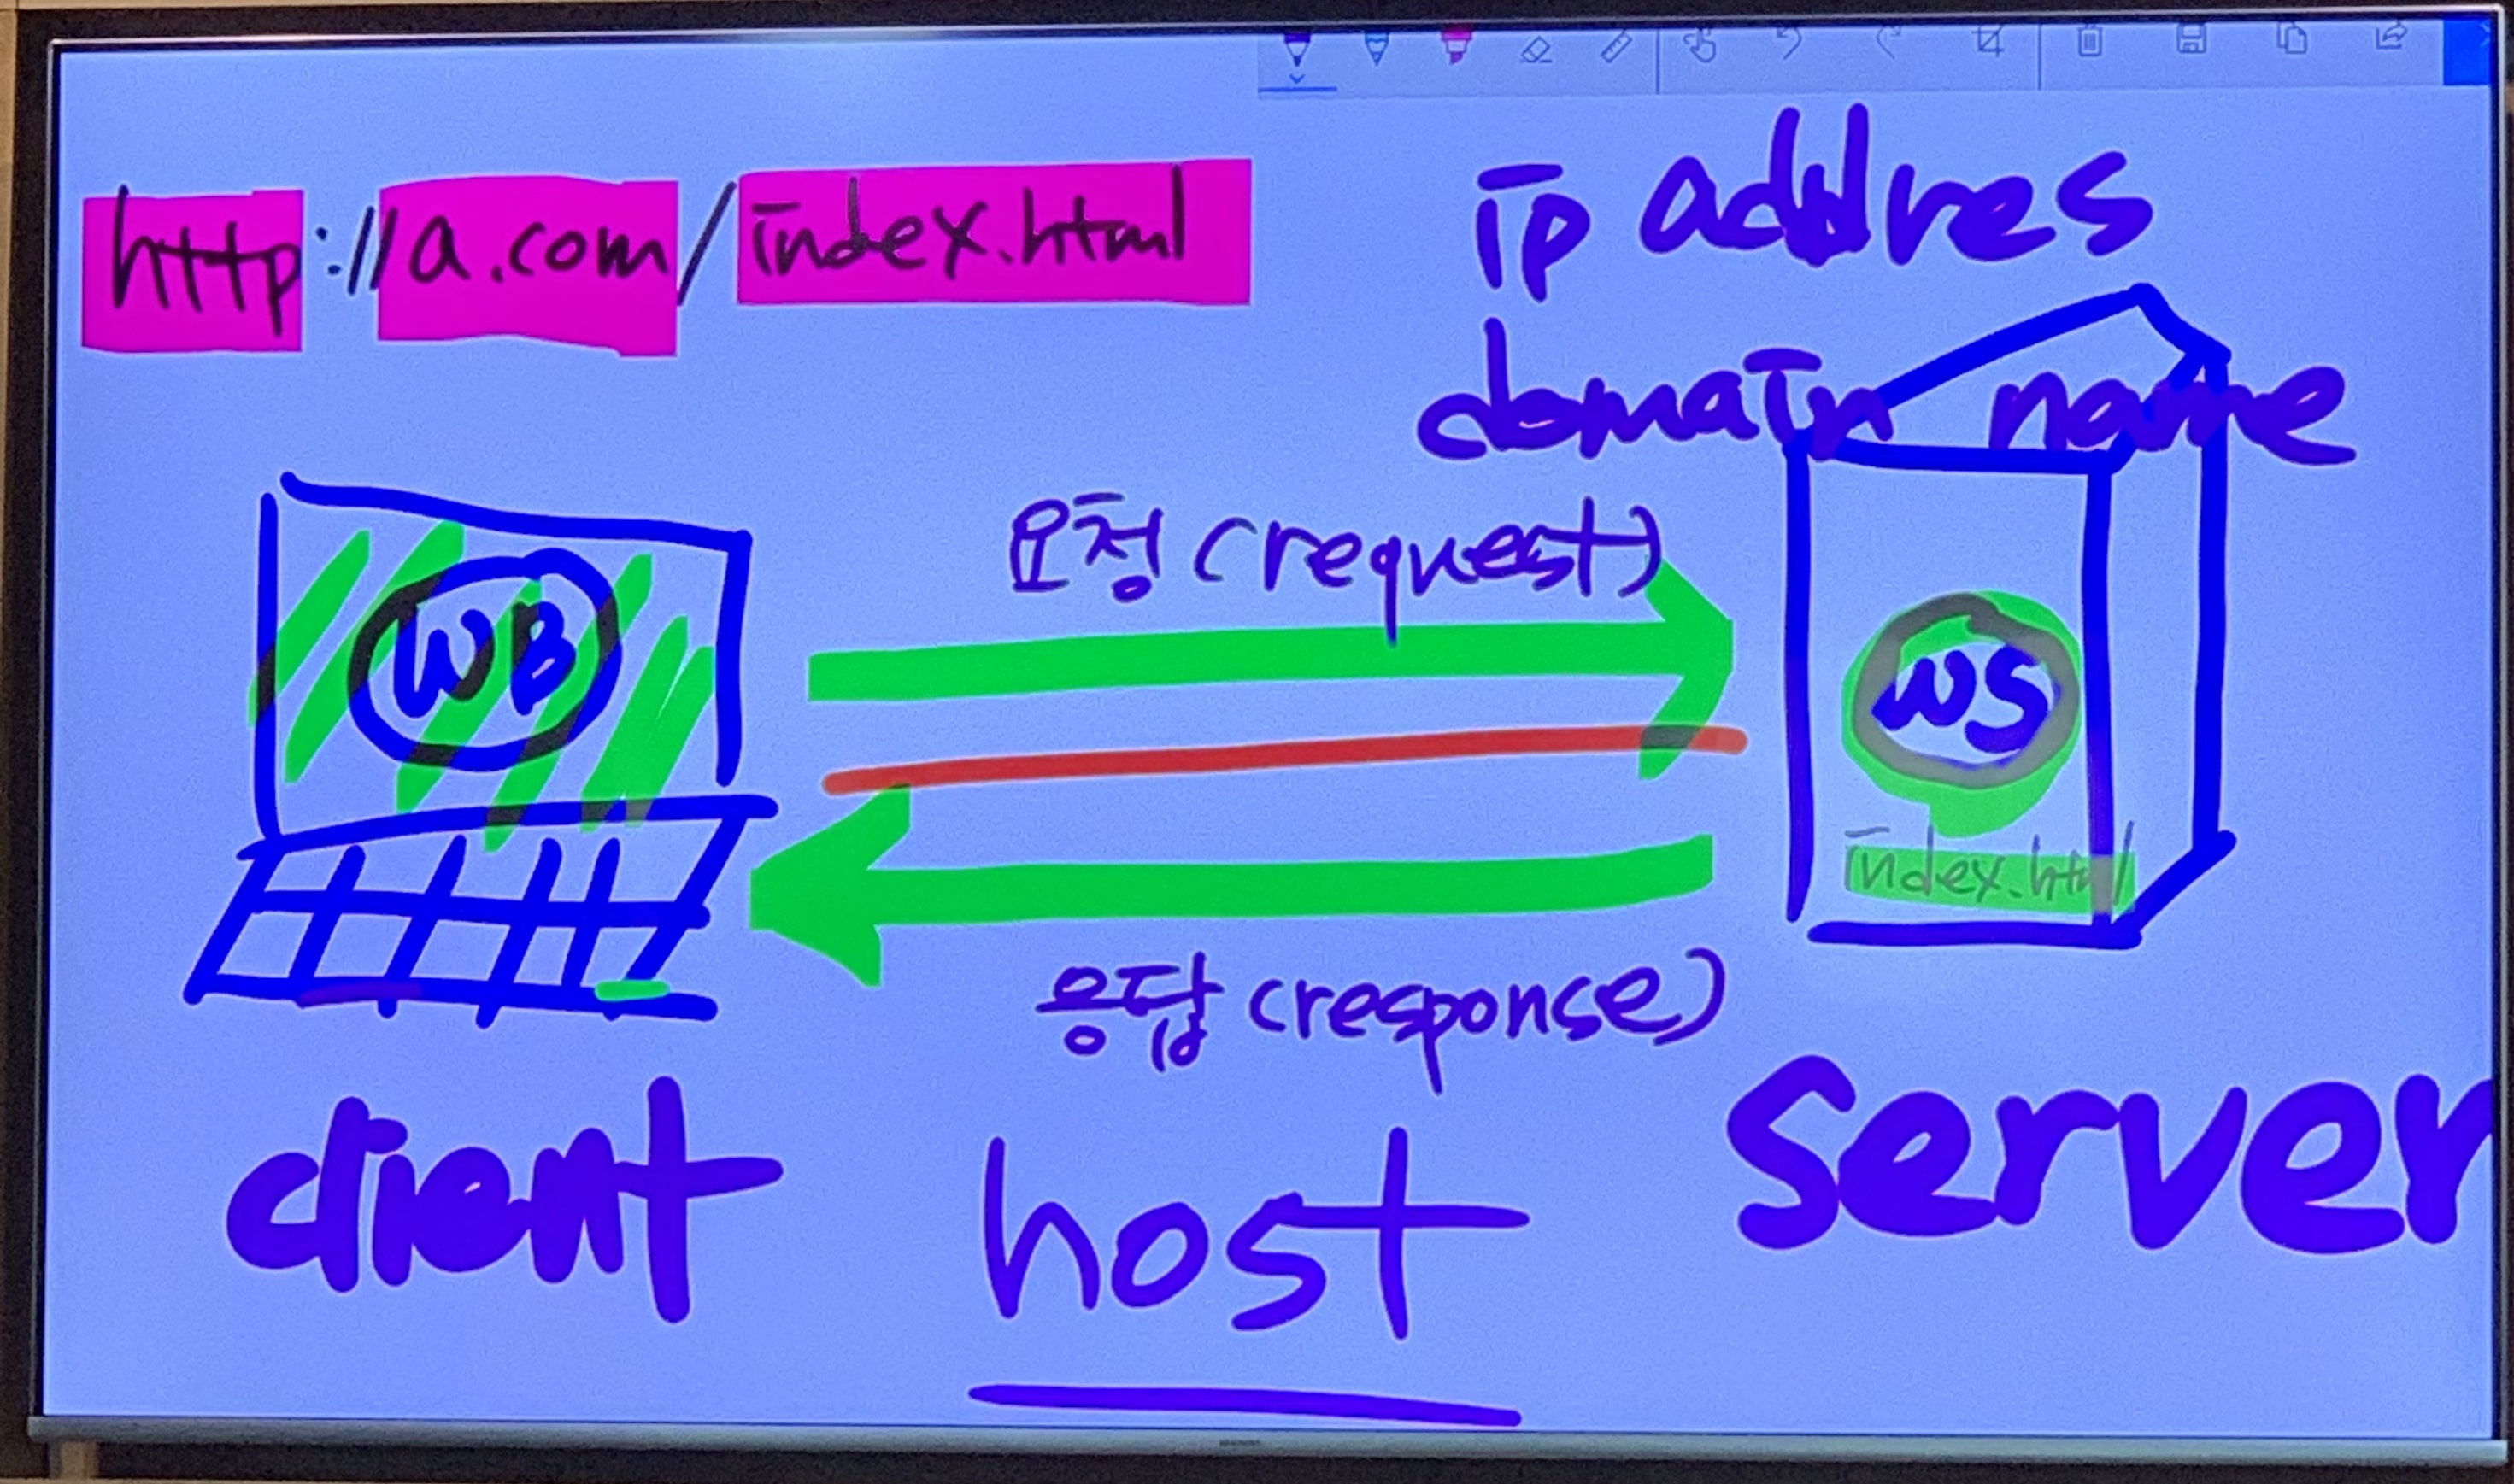 http://a.com/index.html
ip addres
domain name
요청 (request)
WB
WS
index.html
응답 (response)
client
host
server